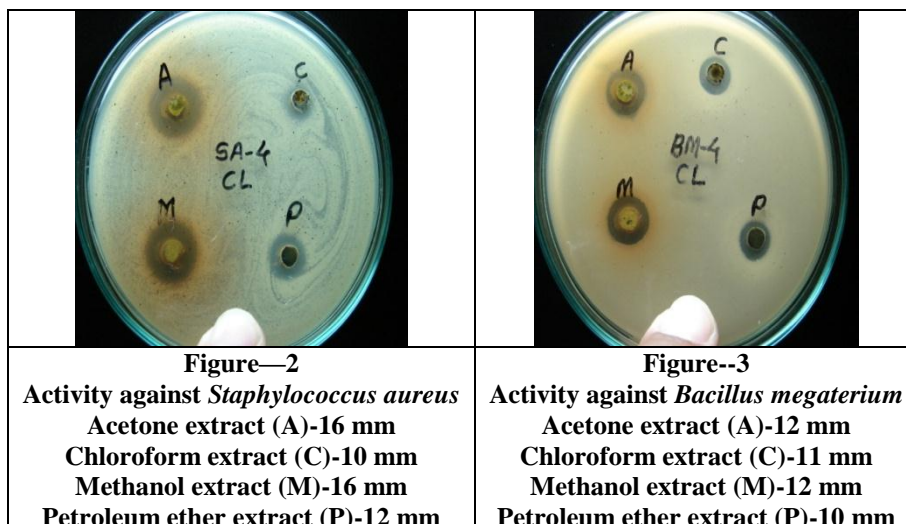 A
C
SA-4
CL
M
P
A
C
BM-4
CL
M
P
Figure—2
Activity against Staphylococcus aureus
Acetone extract (A)-16 mm
Chloroform extract (C)-10 mm
Methanol extract (M)-16 mm
Petroleum ether extract (P)-12 mm
Figure--3
Activity against Bacillus megaterium
Acetone extract (A)-12 mm
Chloroform extract (C)-11 mm
Methanol extract (M)-12 mm
Petroleum ether extract (P)-10 mm